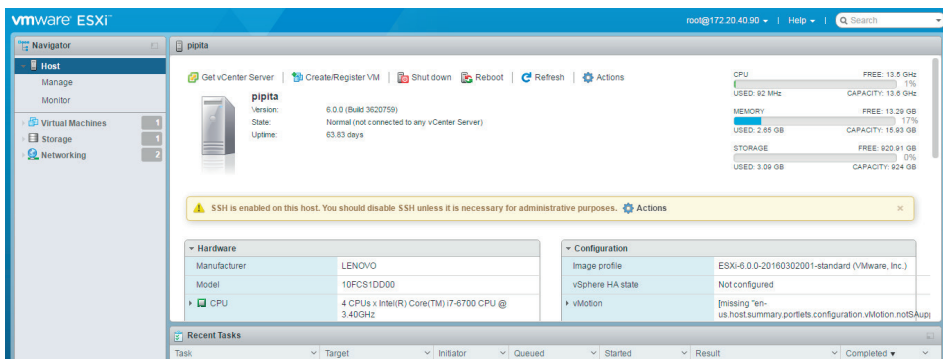 vmware ESXi™
root@172.20.40.90 | Help | Search
Navigator
Host
Manage
Monitor
Virtual Machines 1
Storage 1
Networking 2
pipita
Get vCenter Server | Create/Register VM | Shut down Reboot | Refresh | Actions
pipita
Version: 6.0.0 (Build 3620759)
State: Normal (not connected to any vCenter Server)
Uptime: 63.83 days
CPU FREE: 13.5 GHz
1%
USED: 92 MHz CAPACITY: 13.6 GHz
MEMORY FREE: 13.29 GB
17%
USED: 2.65 GB CAPACITY: 15.93 GB
STORAGE FREE: 920.91 GB
0%
USED: 3.09 GB CAPACITY: 924 GB
SSH is enabled on this host. You should disable SSH unless it is necessary for administrative purposes. Actions
Hardware
Manufacturer LENOVO
Model 10FCS1DD00
CPU 4 CPUs x Intel(R) Core(TM) i7-6700 CPU @
3.40GHz
Configuration
Image profile ESXi-6.0.0-20160302001-standard (VMware, Inc.)
vSphere HA state Not configured
vMotion [missing "en-
us.host.summary.portlets.configuration.vMotion.notSAupp
Recent Tasks
Task Target Initiator Queued Started Result Completed